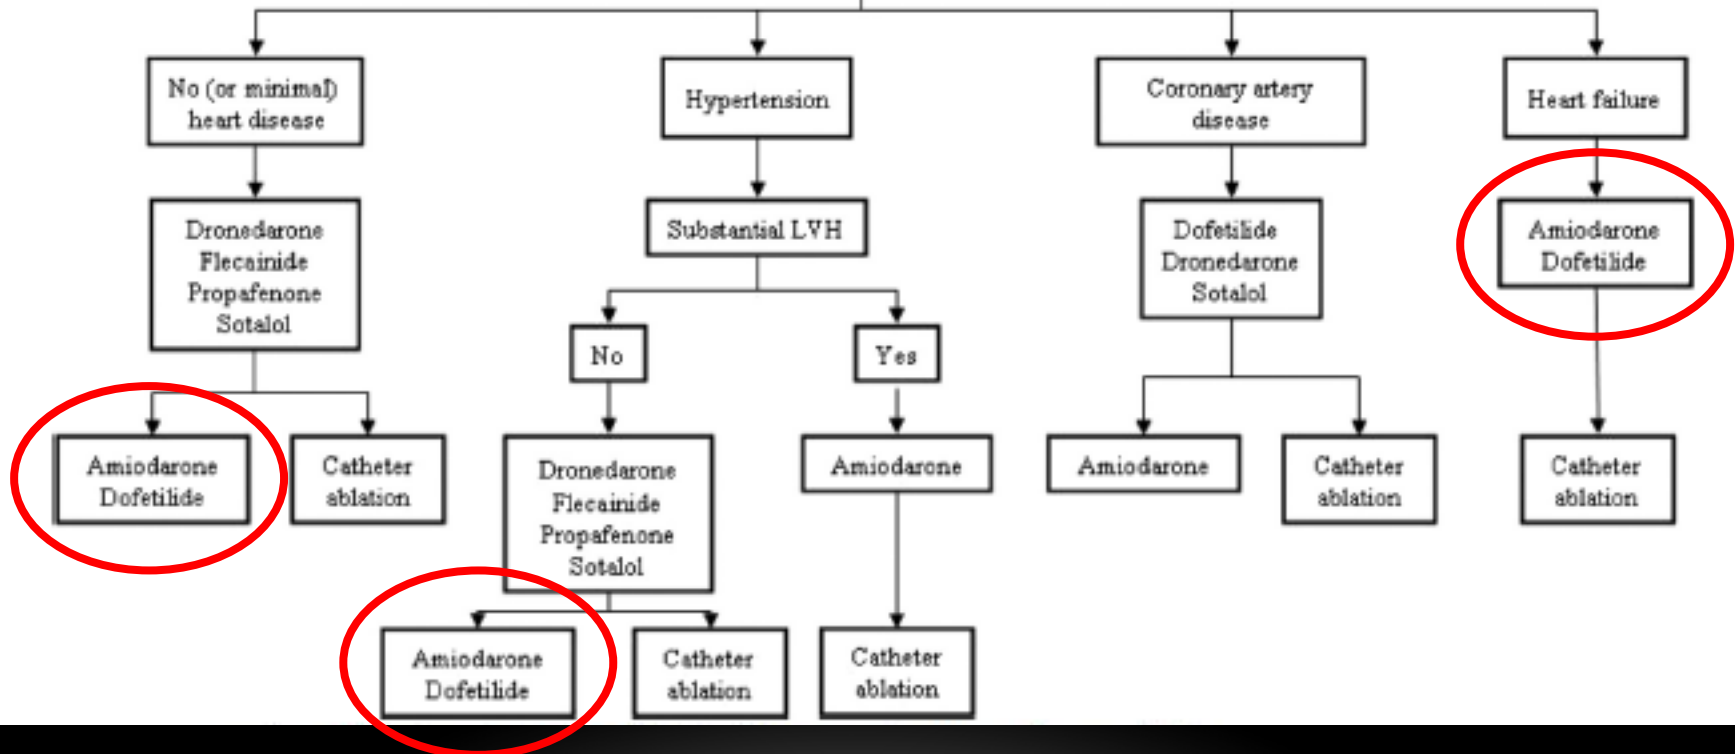 No (or minimal)
heart disease
Hypertension
Coronary artery
disease
Heart failure
Dronedarone
Flecainide
Propafenone
Sotalol
Substantial LVH
Dofetilide
Dronedarone
Sotalol
Amiodarone
Dofetilide
No
Yes
Amiodarone
Dofetilide
Catheter
ablation
Dronedarone
Flecainide
Propafenone
Sotalol
Amiodarone
Amiodarone
Catheter
ablation
Catheter
ablation
Amiodarone
Dofetilide
Catheter
ablation
Catheter
ablation